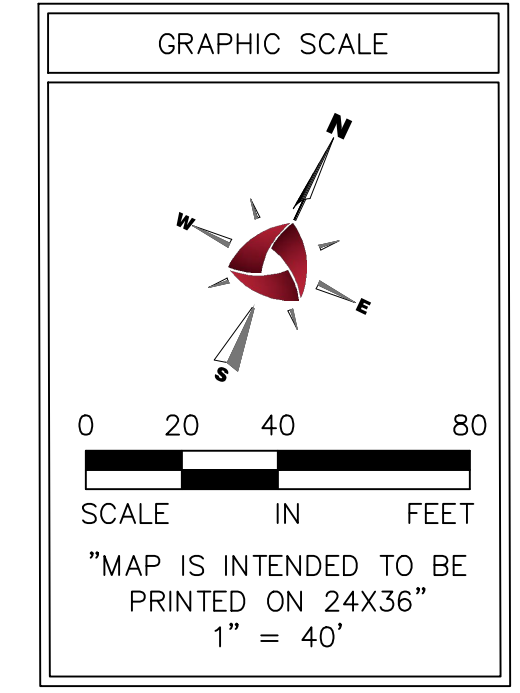 GRAPHIC SCALE
N
W
E
S
0 20 40 80
SCALE IN FEET
"MAP IS INTENDED TO BE
PRINTED ON 24X36"
1" = 40'